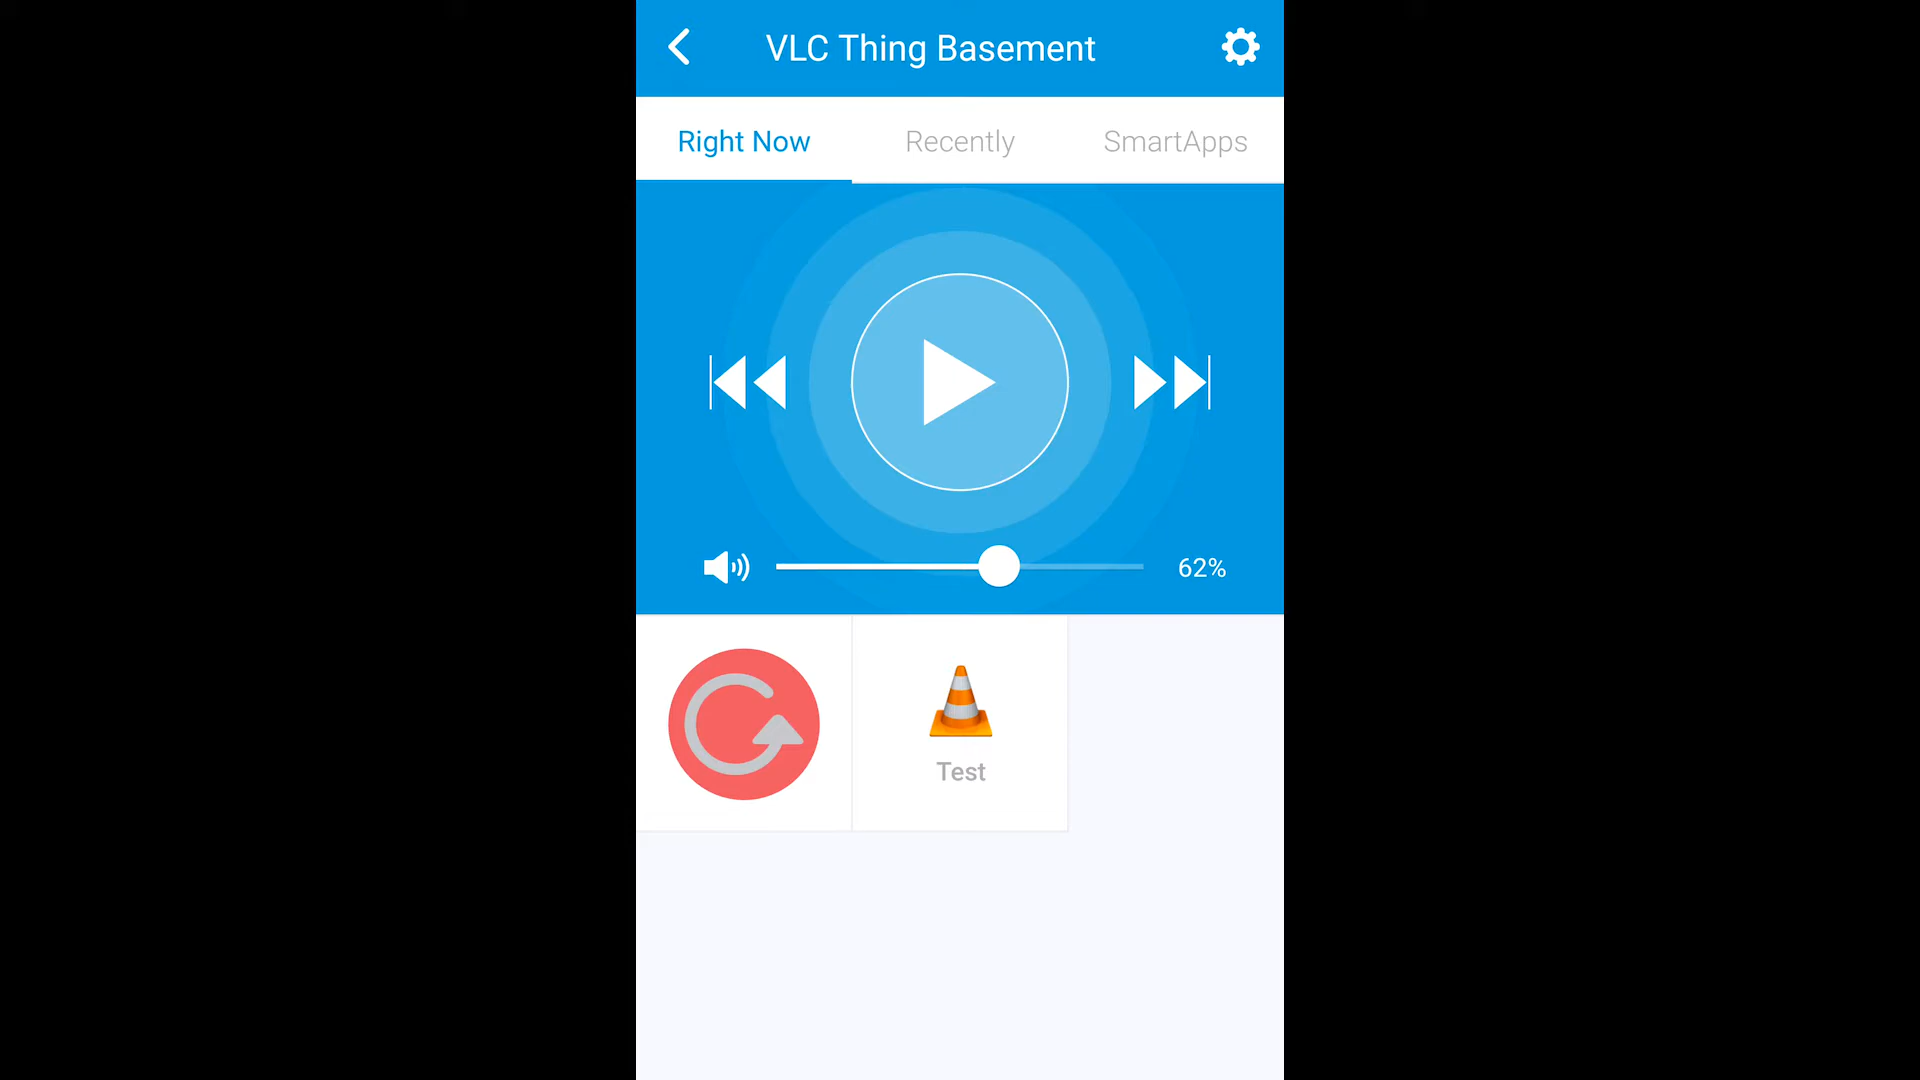 VLC Thing Basement
Right Now
Recently
SmartApps
62%
Test